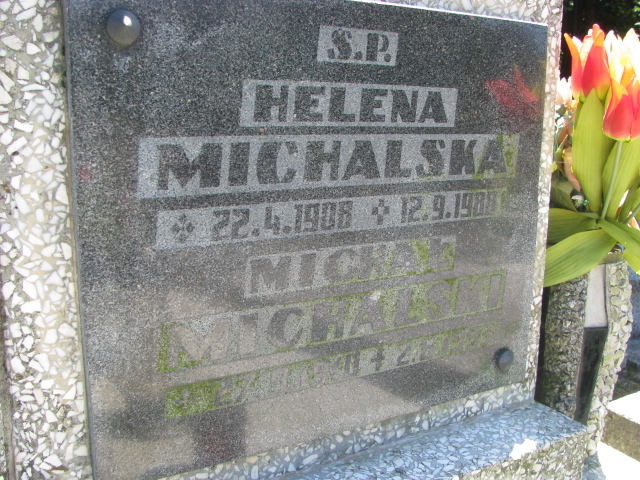 S.P.
HELENA
MICHALSKA
22.4.1908 12.9.1988
MICHAŁ
MICHALSKI